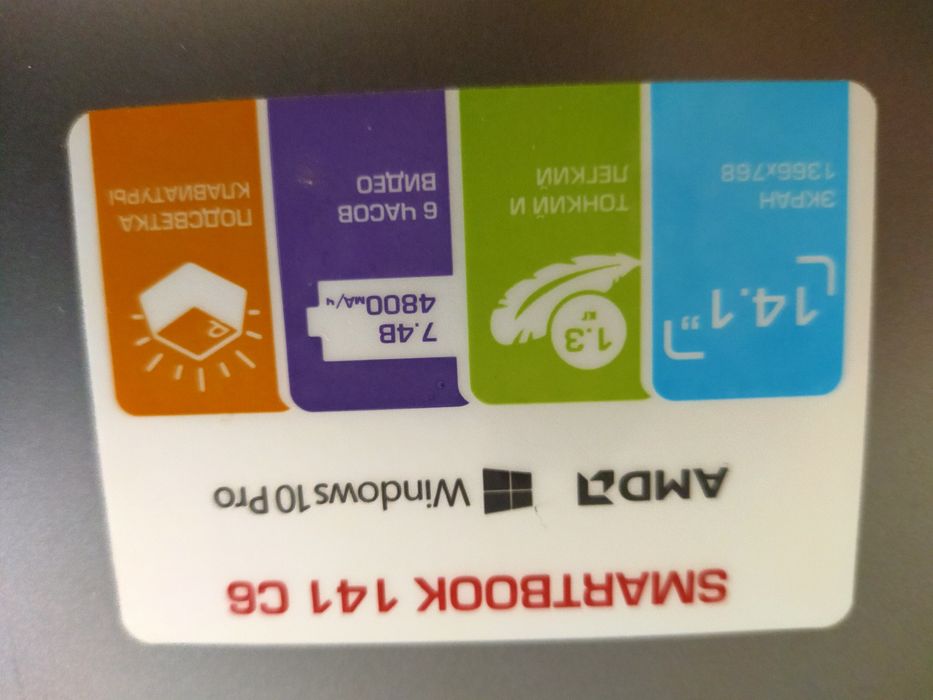 SMARTBOOK 141 C6
AMD Windows 10 Pro
14.1”
ЭКРАН
1366x768
1.3
КГ
ТОНКИЙ И
ЛЕГКИЙ
7.4В
4800МА/Ч
6 ЧАСОВ
ВИДЕО
Я
ПОДСВЕТКА
КЛАВИАТУРЫ